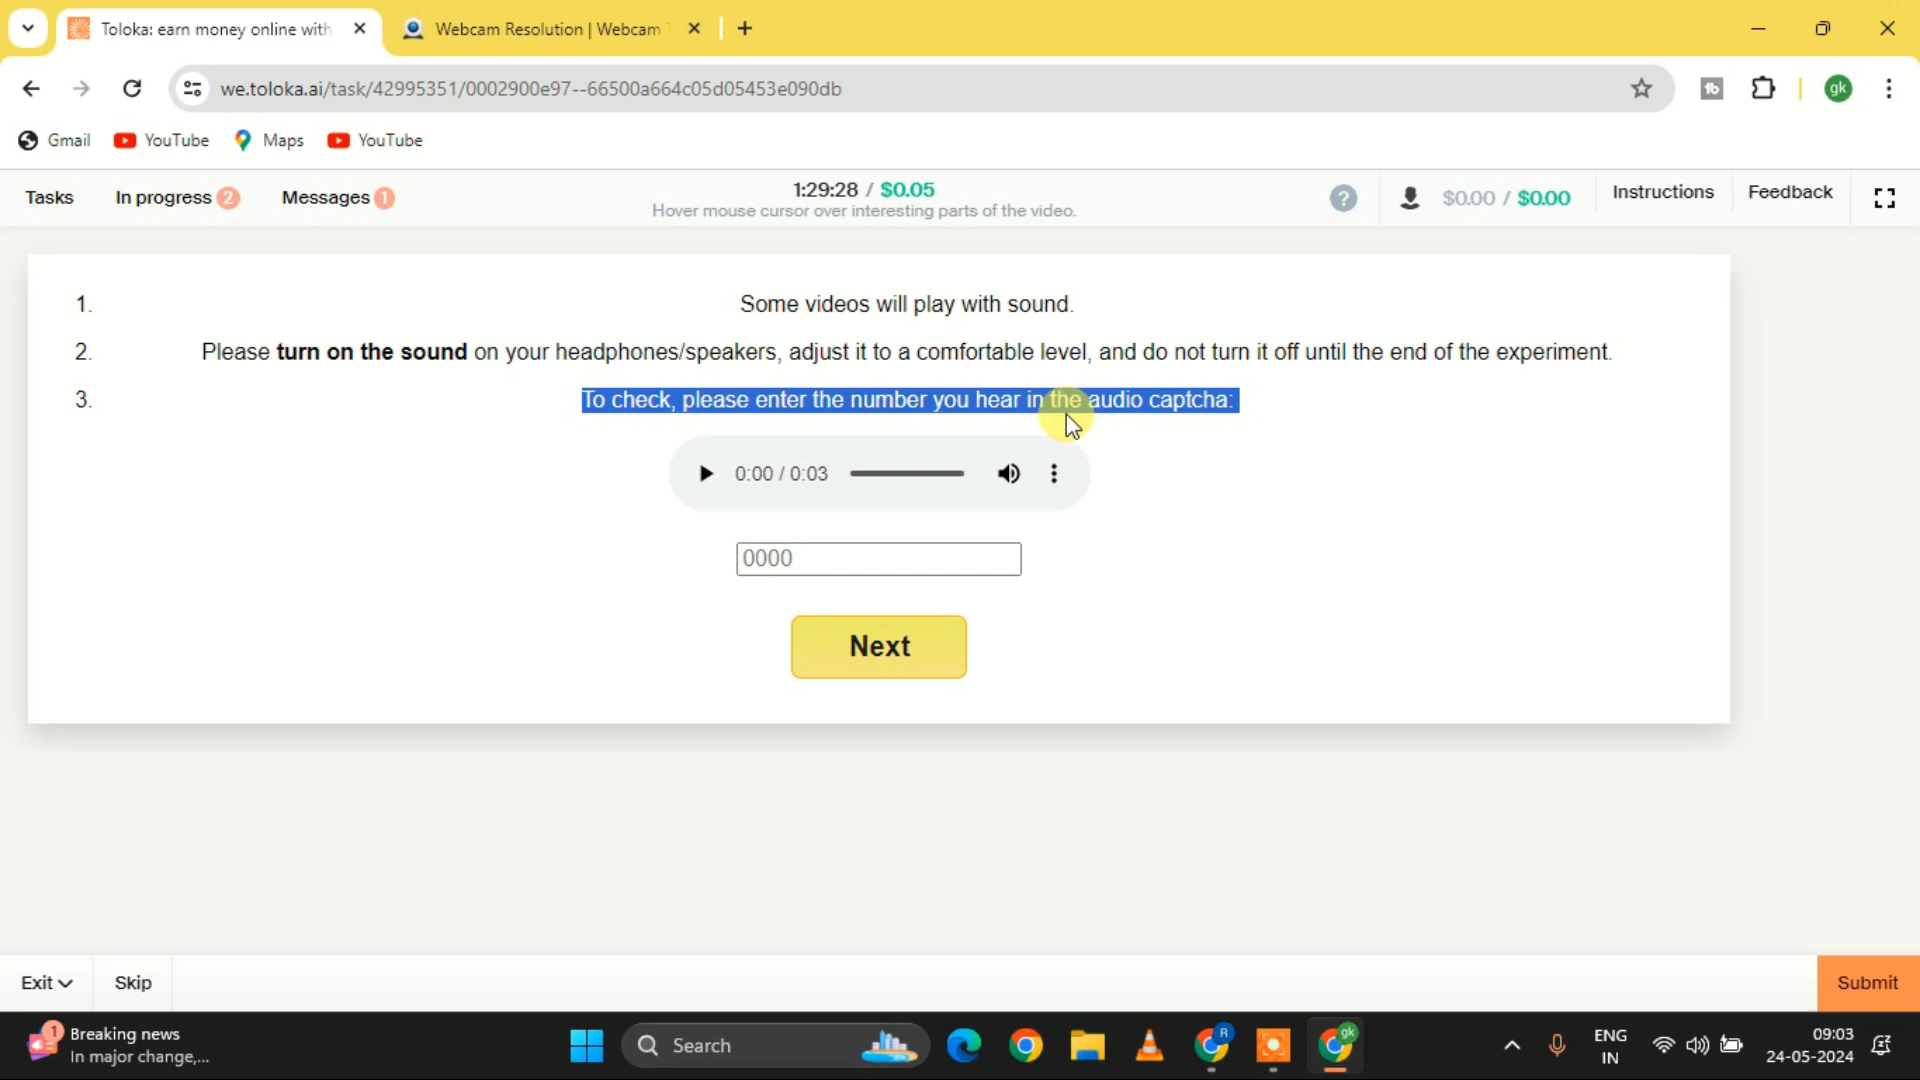 Toloka: earn money online with
Webcam Resolution | Webcam T
we.toloka.ai/task/42995351/0002900e97--66500a664c05d05453e090db
gk
Gmail
YouTube
Maps
YouTube
Tasks
In progress 2
Messages 1
1:29:28 / $0.05
Hover mouse cursor over interesting parts of the video.
?
$0.00 / $0.00
Instructions
Feedback
1. Some videos will play with sound.
2. Please turn on the sound on your headphones/speakers, adjust it to a comfortable level, and do not turn it off until the end of the experiment.
3. To check, please enter the number you hear in the audio captcha:
0:00 / 0:03
0000
Next
Exit
Skip
Submit
1
Breaking news
In major change,...
Search
R
gk
ENG
IN
09:03
24-05-2024